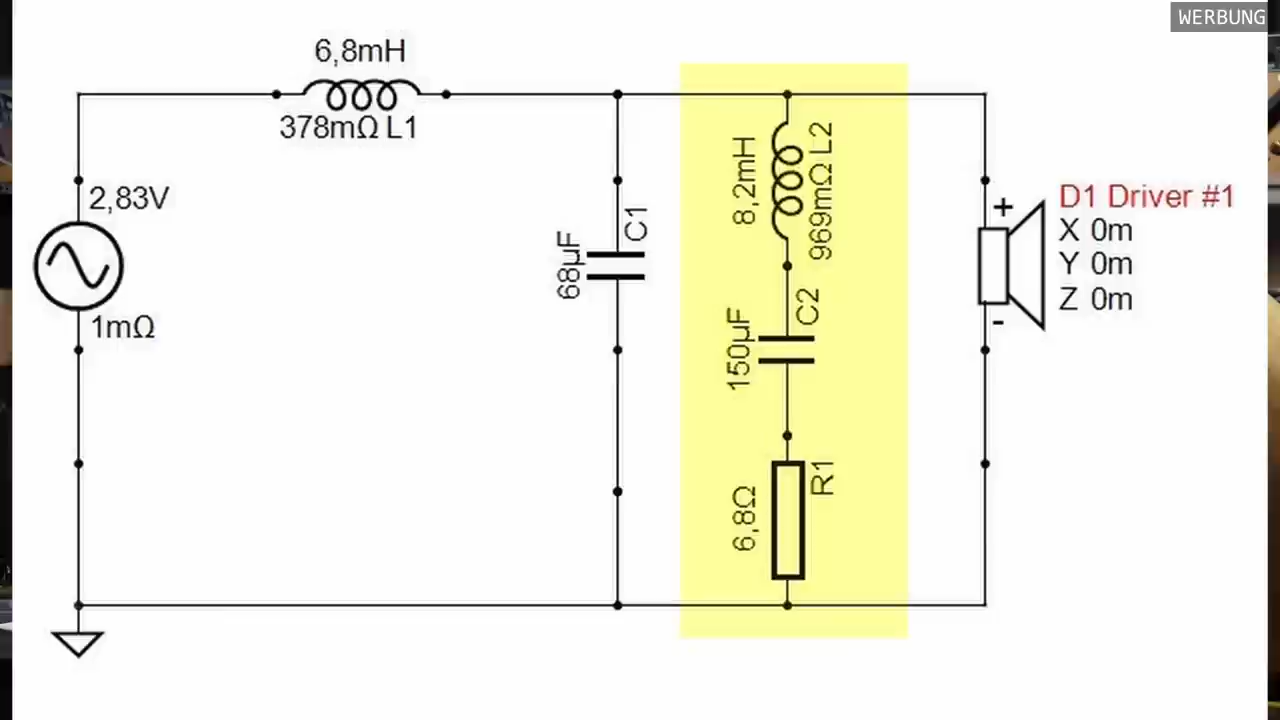 WERBUNG
6,8mH
378mΩ L1
2,83V
1mΩ
68µF
C1
8,2mH
969mΩ L2
150µF
C2
6,8Ω
R1
D1 Driver #1
+
X 0m
Y 0m
Z 0m
-